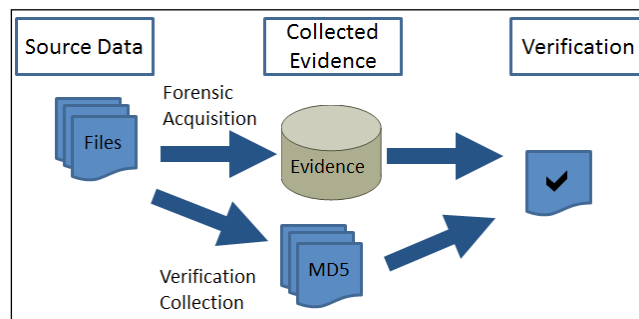 Source Data
Collected
Evidence
Verification
Forensic
Acquisition
Files
Evidence
MD5
Verification
Collection